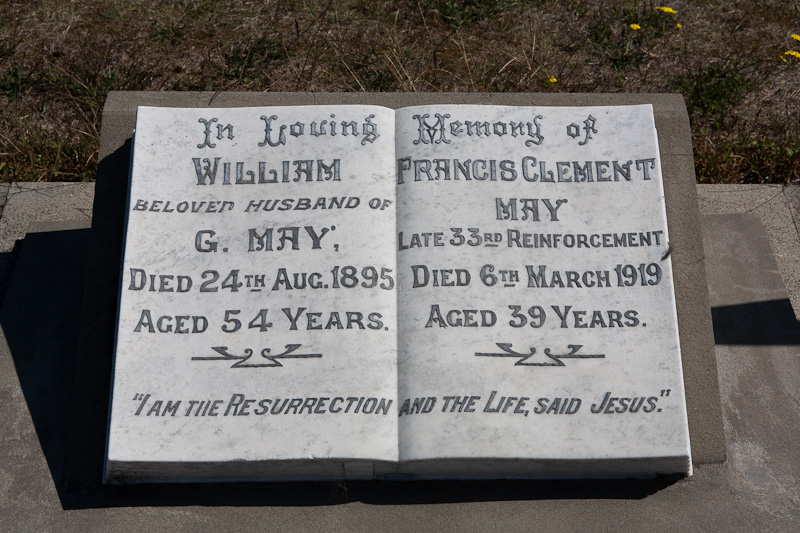 In Loving Memory of
WILLIAM
BELOVED HUSBAND OF
G. MAY,
DIED 24TH AUG. 1895
AGED 54 YEARS.
FRANCIS CLEMENT
MAY
LATE 33RD REINFORCEMENT
DIED 6TH MARCH 1919
AGED 39 YEARS.
"I AM THE RESURRECTION AND THE LIFE, SAID JESUS."